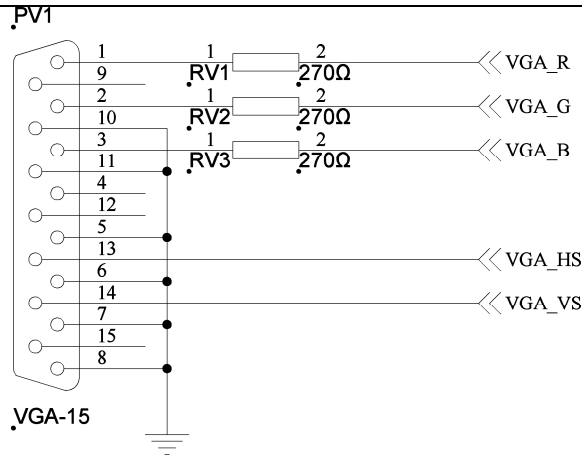 PV1
1 1 2 VGA_R
9 RV1 270Ω
2 1 2 VGA_G
10 RV2 270Ω
3 1 2 VGA_B
11 RV3 270Ω
4
12
5
13 VGA_HS
6
14 VGA_VS
7
15
8
VGA-15